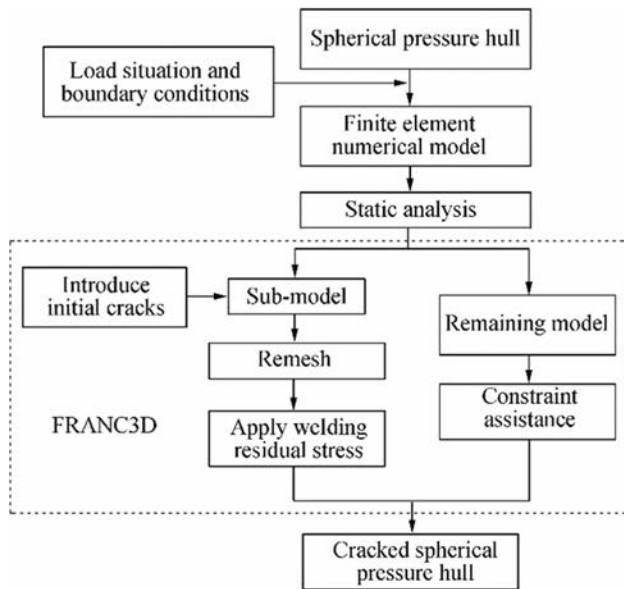 Spherical pressure hull
Load situation and
boundary conditions
Finite element
numerical model
Static analysis
Introduce
initial cracks
Sub-model
Remaining model
Remesh
Constraint
assistance
FRANC3D
Apply welding
residual stress
Cracked spherical
pressure hull